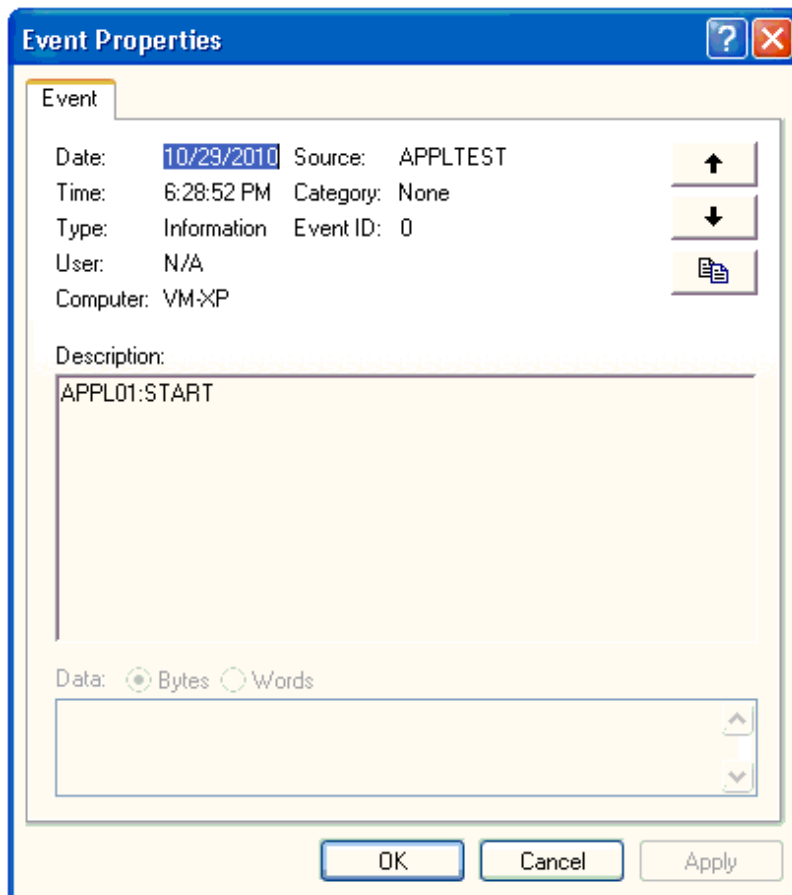 Event Properties
Event
Date: 10/29/2010 Source: APPLTEST
Time: 6:28:52 PM Category: None
Type: Information Event ID: 0
User: N/A
Computer: VM-XP
Description:
APPL01:START
Data: Bytes Words
OK Cancel Apply